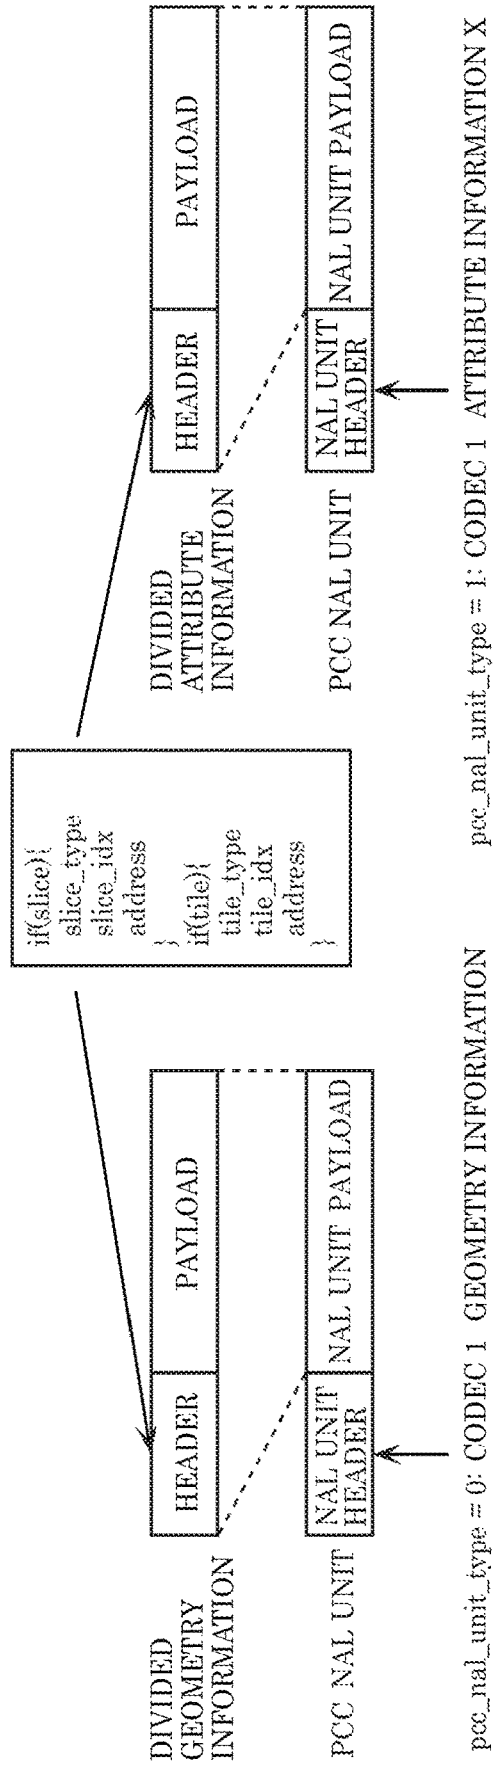 if(slice){
slice_type
slice_idx
address
}
if(tile){
tile_type
tile_idx
address
}
DIVIDED
GEOMETRY
INFORMATION
HEADER
PAYLOAD
PCC NAL UNIT
NAL UNIT
HEADER
NAL UNIT PAYLOAD
pcc_nal_unit_type = 0: CODEC 1 GEOMETRY INFORMATION
DIVIDED
ATTRIBUTE
INFORMATION
HEADER
PAYLOAD
PCC NAL UNIT
NAL UNIT
HEADER
NAL UNIT PAYLOAD
pcc_nal_unit_type = 1: CODEC 1 ATTRIBUTE INFORMATION X